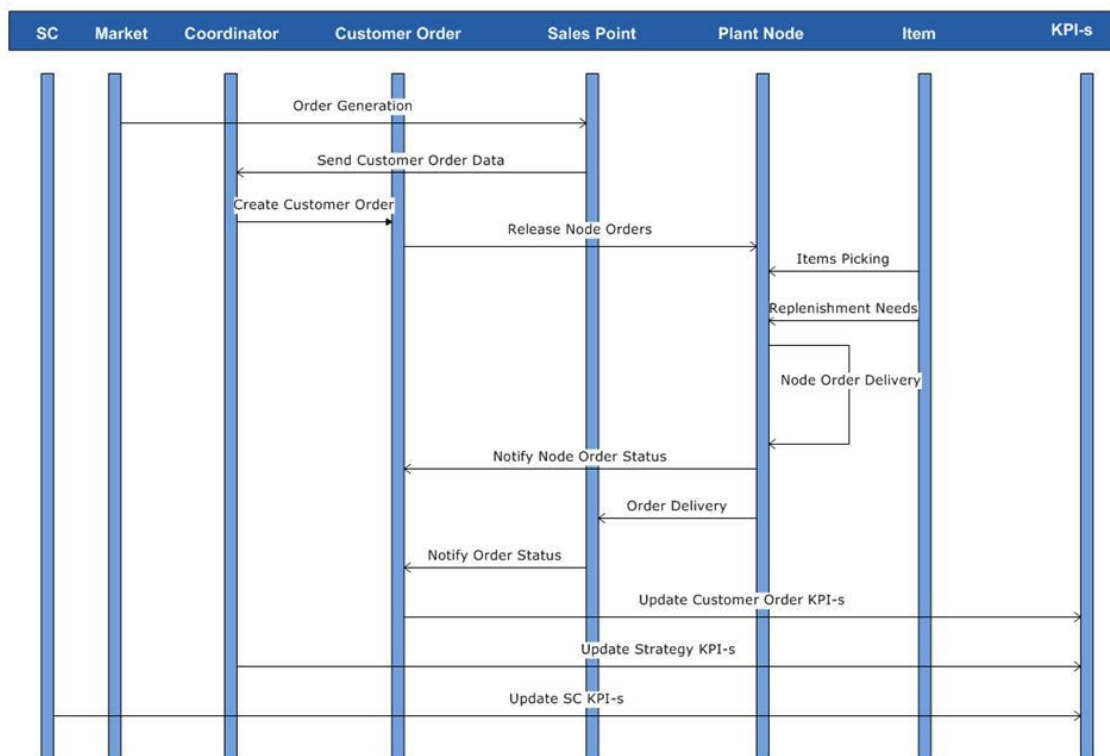 SC Market Coordinator Customer Order Sales Point Plant Node Item KPI-s
Order Generation
Send Customer Order Data
Create Customer Order
Release Node Orders
Items Picking
Replenishment Needs
Node Order Delivery
Notify Node Order Status
Order Delivery
Notify Order Status
Update Customer Order KPI-s
Update Strategy KPI-s
Update SC KPI-s